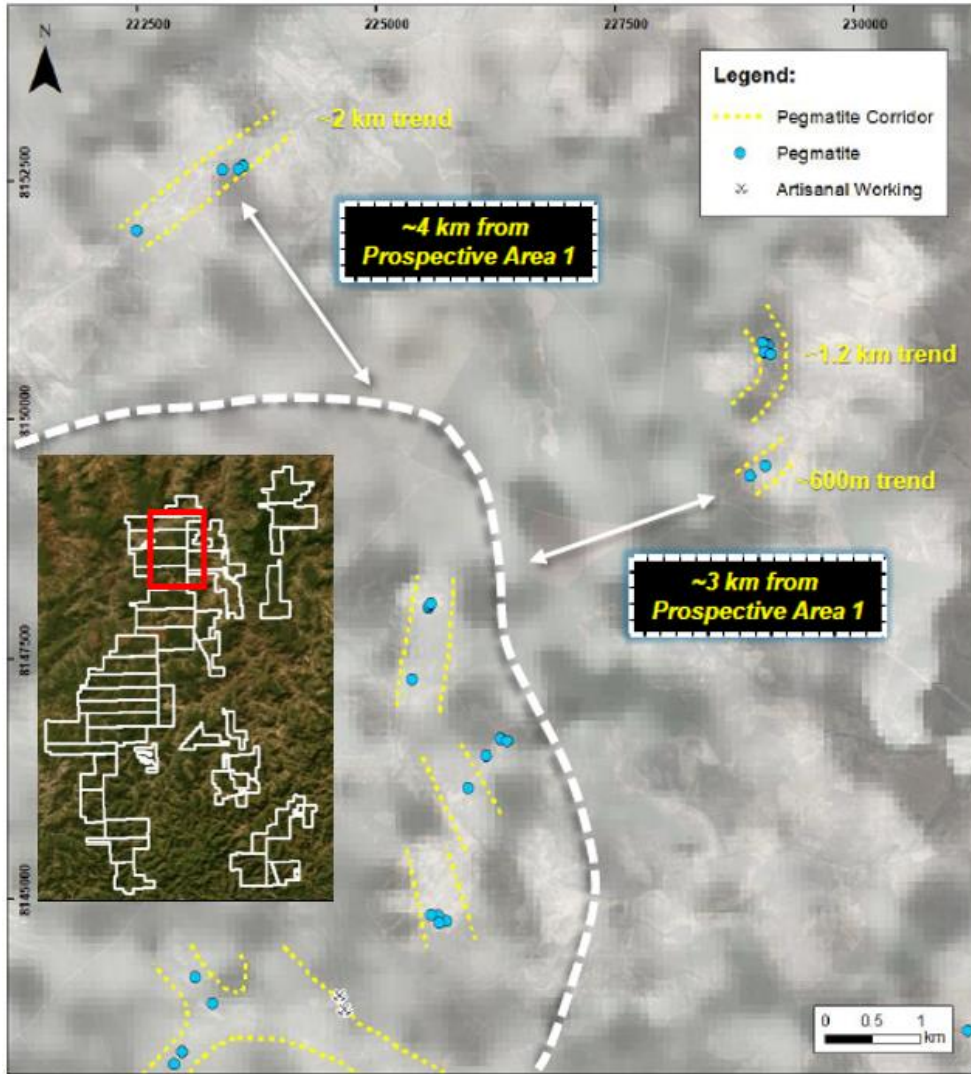 222500
225000
227500
230000
N
Legend:
Pegmatite Corridor
Pegmatite
Artisanal Working
~2 km trend
8152500
~4 km from
Prospective Area 1
~1.2 km trend
8150000
~600m trend
~3 km from
Prospective Area 1
8147500
8145000
0 0.5 1
km